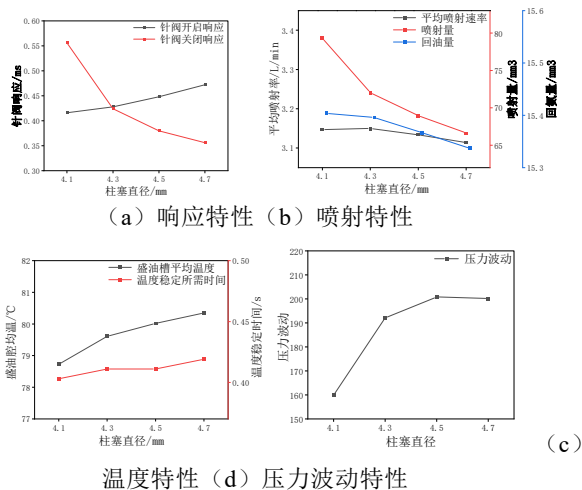 0.60
0.55
0.50
0.45
0.40
0.35
0.30
针阀响应/ms
针阀开启响应
针阀关闭响应
4.1 4.3 4.5 4.7
柱塞直径/mm
3.4
3.3
3.2
3.1
平均喷射率/L/min
平均喷射速率
喷射量
回油量
80
75
70
65
喷射量/mm3
15.6
15.5
15.4
15.3
回氮量/mm3
4.1 4.3 4.5 4.7
柱塞直径/mm
（a）响应特性（b）喷射特性
82
81
80
79
78
77
盛油腔均温/℃
盛油槽平均温度
温度稳定所需时间
0.50
0.45
0.40
温度稳定时间/s
4.1 4.3 4.5 4.7
柱塞直径/mm
220
210
200
190
180
170
160
150
压力波动
压力波动
4.1 4.3 4.5 4.7
柱塞直径
（c）
温度特性（d）压力波动特性